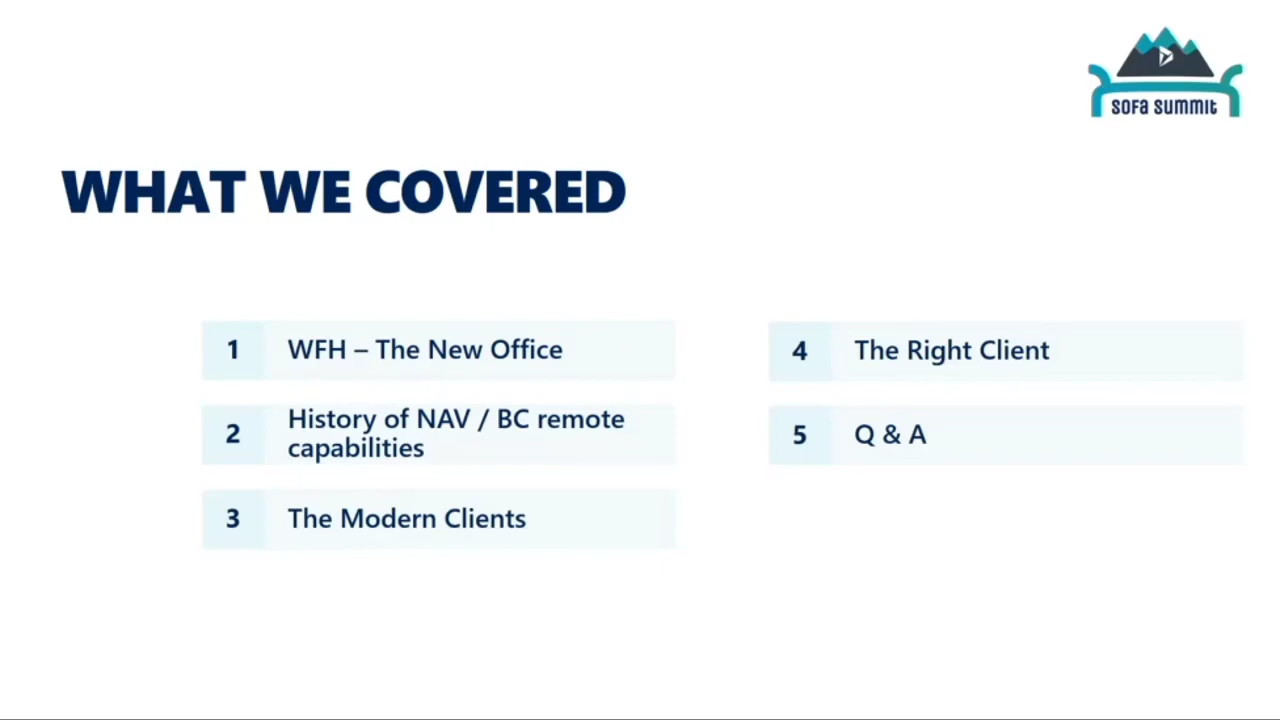 SOFA SUMMIT
WHAT WE COVERED
1 WFH – The New Office
2 History of NAV / BC remote
capabilities
3 The Modern Clients
4 The Right Client
5 Q & A